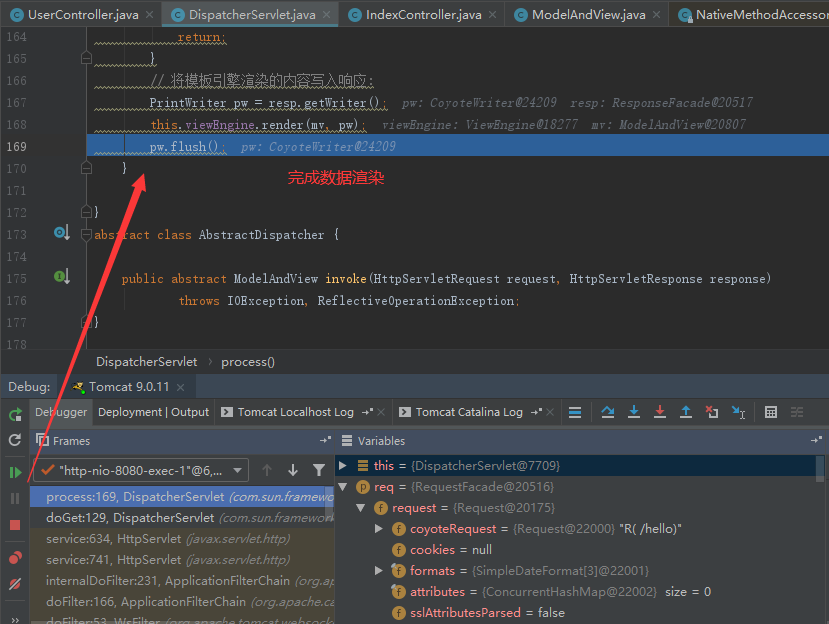 UserController.java DispatcherServlet.java IndexController.java ModelAndView.java NativeMethodAccessor
164 return;
165 }
166 // 将模板引擎渲染的内容写入响应:
167 PrintWriter pw = resp.getWriter(); pw: CoyoteWriter@24209 resp: ResponseFacade@20517
168 this.viewEngine.render(mv, pw); viewEngine: ViewEngine@18277 mv: ModelAndView@20807
169 pw.flush(); pw: CoyoteWriter@24209
170 }
完成数据渲染
171
172 }
173 abstract class AbstractDispatcher {
174
175 public abstract ModelAndView invoke(HttpServletRequest request, HttpServletResponse response)
176 throws IOException, ReflectiveOperationException;
177 }
178
DispatcherServlet › process()
Debug: Tomcat 9.0.11
Debugger Deployment | Output Tomcat Localhost Log Tomcat Catalina Log
Frames Variables
"http-nio-8080-exec-1"@6,...
this = {DispatcherServlet@7709}
req = {RequestFacade@20516}
process:169, DispatcherServlet (com.sun.framewo
request = {Request@20175}
doGet:129, DispatcherServlet (com.sun.framework
coyoteRequest = {Request@22000} "R( /hello)"
service:634, HttpServlet (javax.servlet.http)
cookies = null
service:741, HttpServlet (javax.servlet.http)
formats = {SimpleDateFormat[3]@22001}
internalDoFilter:231, ApplicationFilterChain (org.ap
attributes = {ConcurrentHashMap@22002} size = 0
doFilter:166, ApplicationFilterChain (org.apache.ca
sslAttributesParsed = false
doFilter:53, WsFilter (org.apache.tomcat.websocke